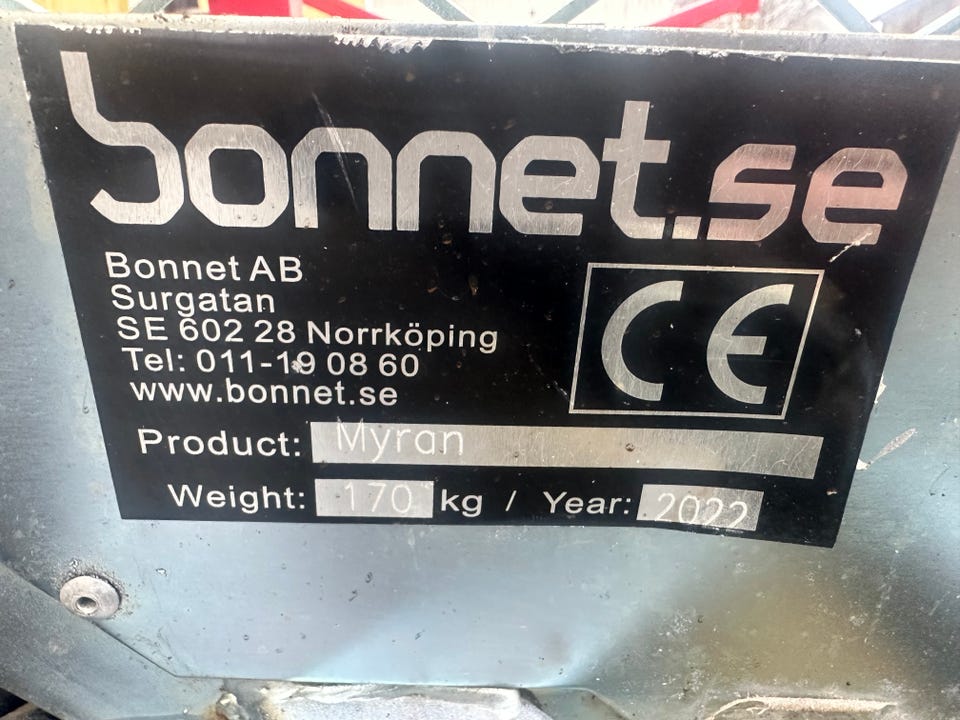 bonnet.se
Bonnet AB
Surgatan
SE 602 28 Norrköping
Tel: 011-19 08 60
www.bonnet.se
CE
Product: Myran
Weight: 170 kg / Year: 2022